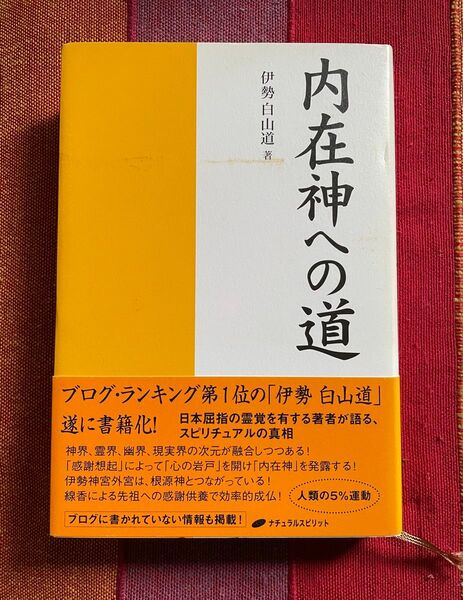 内在神への道
伊勢 白山道 著
ブログ・ランキング第1位の「伊勢 白山道」
遂に書籍化!
日本屈指の霊覚を有する著者が語る、
スピリチュアルの真相
神界、霊界、幽界、現実界の次元が融合しつつある!
「感謝想起」によって「心の岩戸」を開け「内在神」を発露する!
伊勢神宮外宮は、根源神とつながっている!
線香による先祖への感謝供養で効率的成仏!
人類の5%運動
ブログに書かれていない情報も掲載!
ナチュラルスピリット